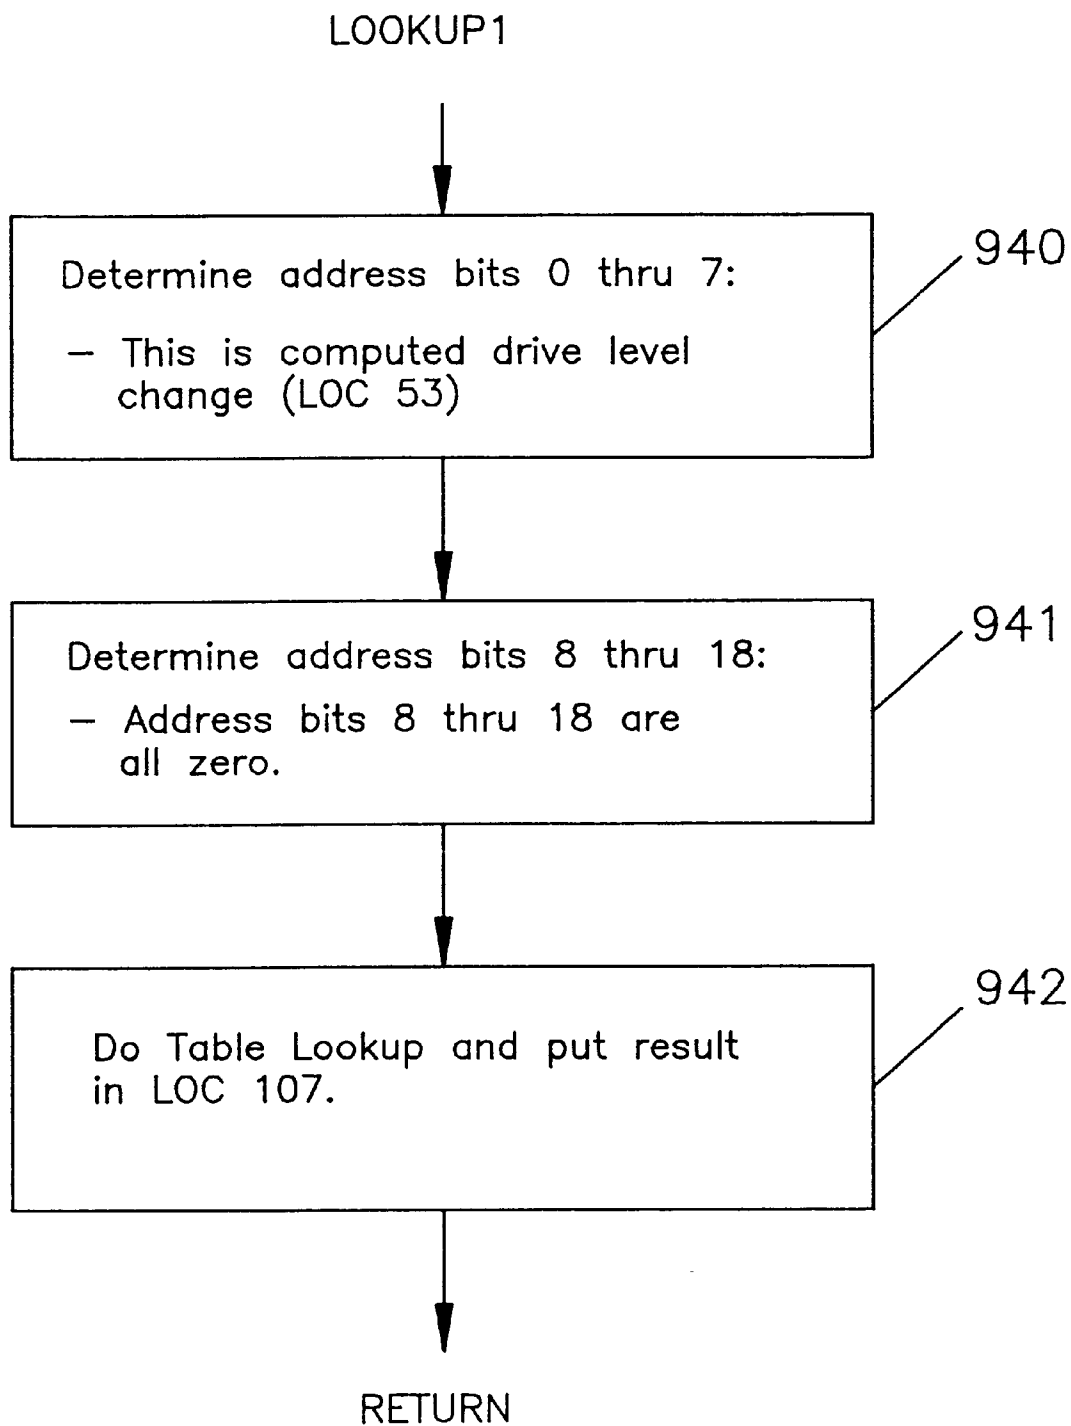 LOOKUP1
940
Determine address bits 0 thru 7:
– This is computed drive level
change (LOC 53)
941
Determine address bits 8 thru 18:
– Address bits 8 thru 18 are
all zero.
942
Do Table Lookup and put result
in LOC 107.
RETURN